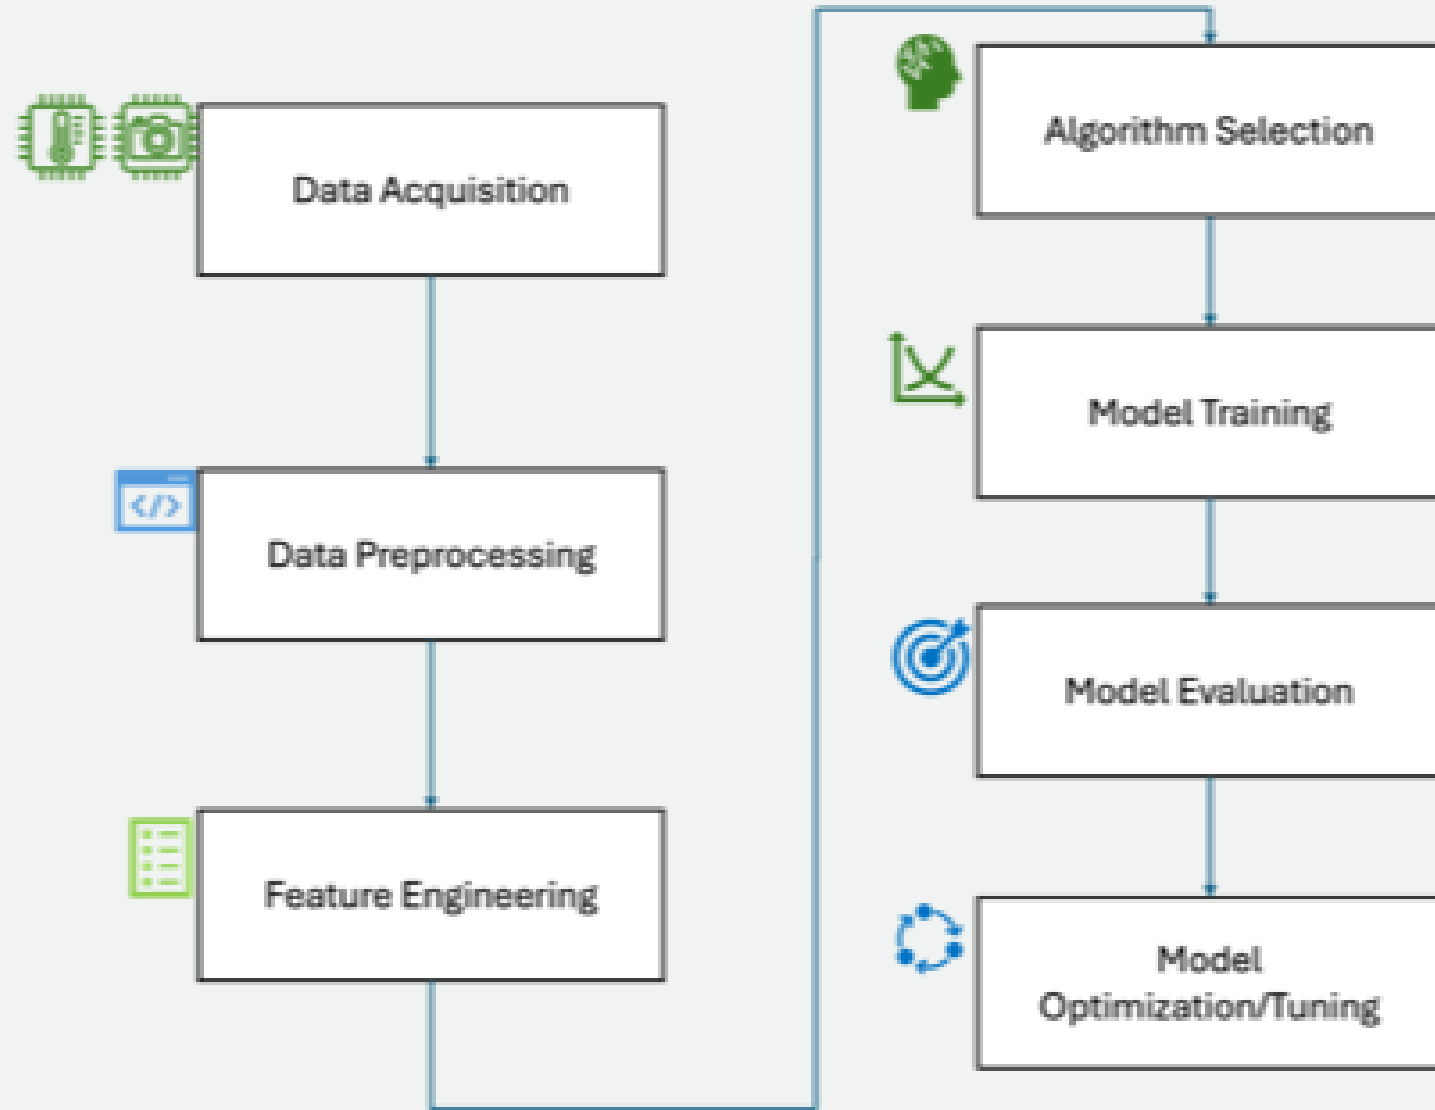 Data Acquisition
Data Preprocessing
</>
Feature Engineering
Algorithm Selection
Model Training
Model Evaluation
Model
Optimization/Tuning